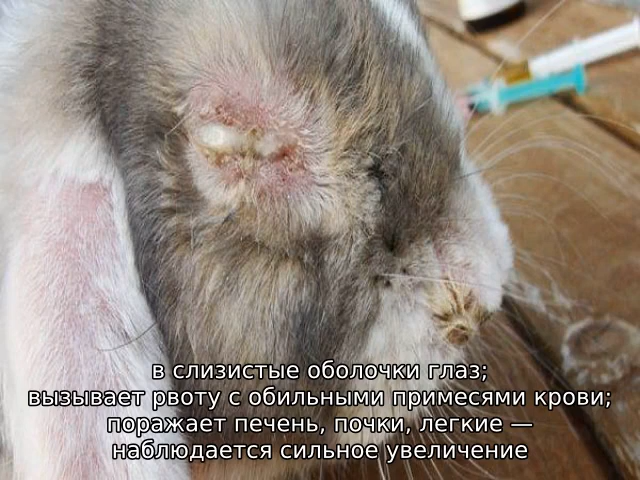 в слизистые оболочки глаз;
вызывает рвоту с обильными примесями крови;
поражает печень, почки, легкие —
наблюдается сильное увеличение